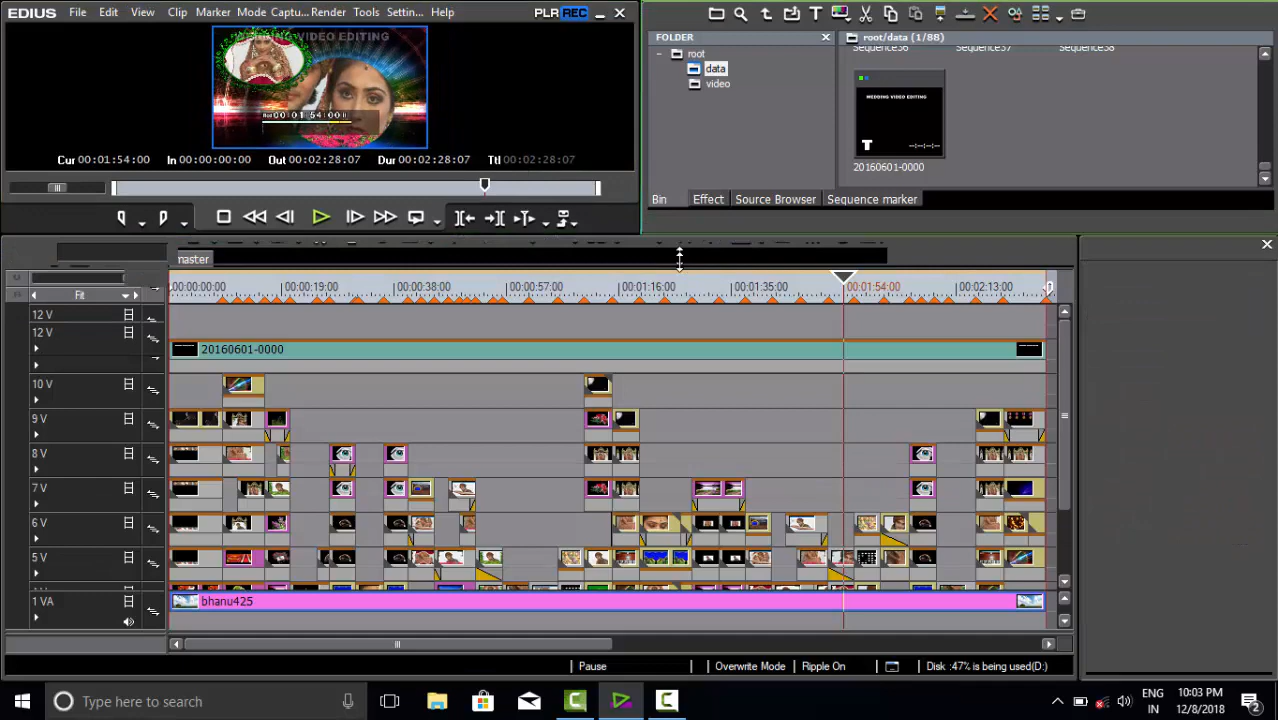 EDIUS File Edit View Clip Marker Mode Captu... Render Tools Settin... Help PLR REC
WEDDING VIDEO EDITING
Rec 00:01:54:00
Cur 00:01:54:00 In 00:00:00:00 Out 00:02:28:07 Dur 00:02:28:07 Ttl 00:02:28:07
FOLDER
root
data
video
root/data (1/88)
Sequence36 Sequence37 Sequence38
WEDDING VIDEO EDITING
T --:--:--:--
20160601-0000
Bin Effect Source Browser Sequence marker
master
Fit
00:00:00:00 00:00:19:00 00:00:38:00 00:00:57:00 00:01:16:00 00:01:35:00 00:01:54:00 00:02:13:00
12 V
12 V
20160601-0000
10 V
9 V
8 V
7 V
6 V
5 V
1 VA
bhanu425
Pause Overwrite Mode Ripple On Disk :47% is being used(D:)
Type here to search
ENG
IN
10:03 PM
12/8/2018
2